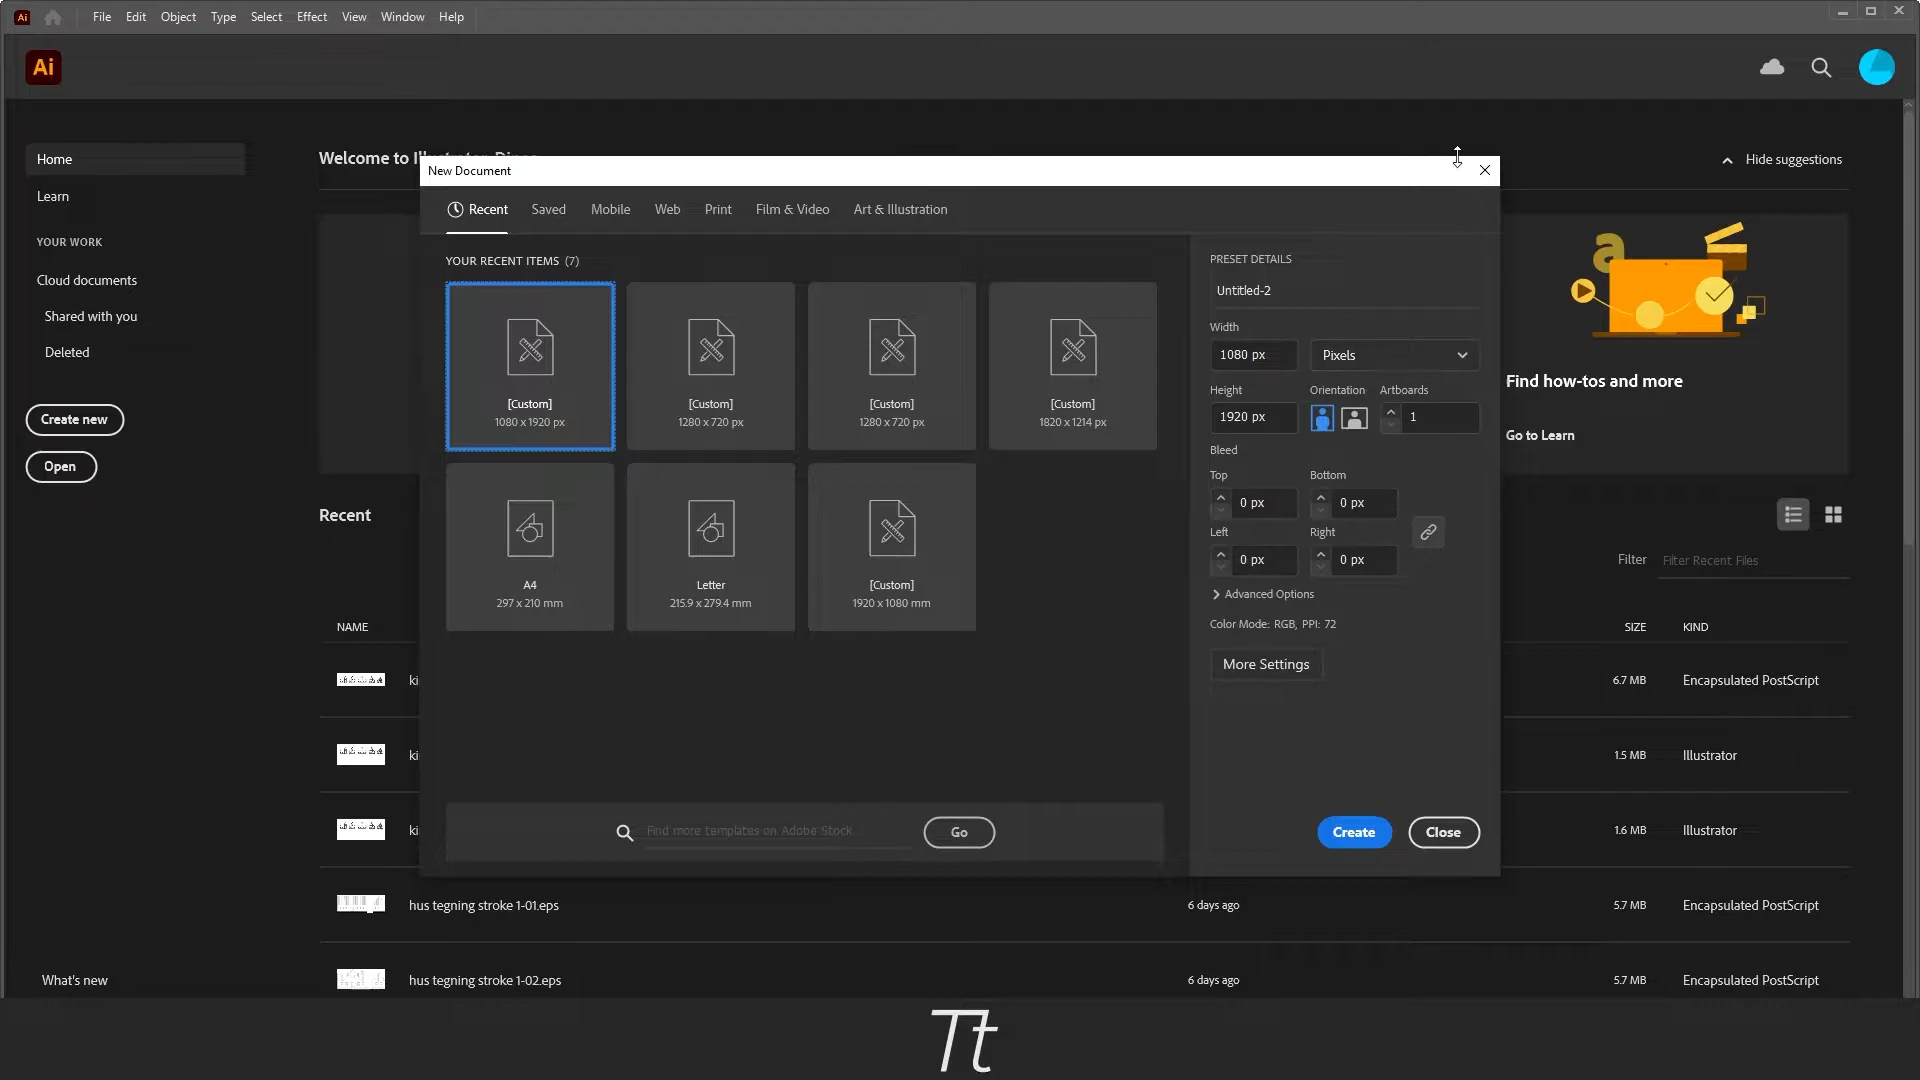 Ai
File Edit Object Type Select Effect View Window Help
Ai
Home
Learn
YOUR WORK
Cloud documents
Shared with you
Deleted
Create new
Open
What's new
Welcome to
Hide suggestions
New Document
Recent Saved Mobile Web Print Film & Video Art & Illustration
YOUR RECENT ITEMS (7)
[Custom]
1080 x 1920 px
[Custom]
1280 x 720 px
[Custom]
1280 x 720 px
[Custom]
1820 x 1214 px
A4
297 x 210 mm
Letter
215.9 x 279.4 mm
[Custom]
1920 x 1080 mm
Find more templates on Adobe Stock
Go
PRESET DETAILS
Untitled-2
Width
1080 px Pixels
Height Orientation Artboards
1920 px 1
Bleed
Top Bottom
0 px 0 px
Left Right
0 px 0 px
Advanced Options
Color Mode: RGB, PPI: 72
More Settings
Create Close
a
Find how-tos and more
Go to Learn
Recent
Filter Filter Recent Files
NAME SIZE KIND
ki 6.7 MB Encapsulated PostScript
ki 1.5 MB Illustrator
ki 1.6 MB Illustrator
hus tegning stroke 1-01.eps 6 days ago 5.7 MB Encapsulated PostScript
hus tegning stroke 1-02.eps 6 days ago 5.7 MB Encapsulated PostScript
Tt